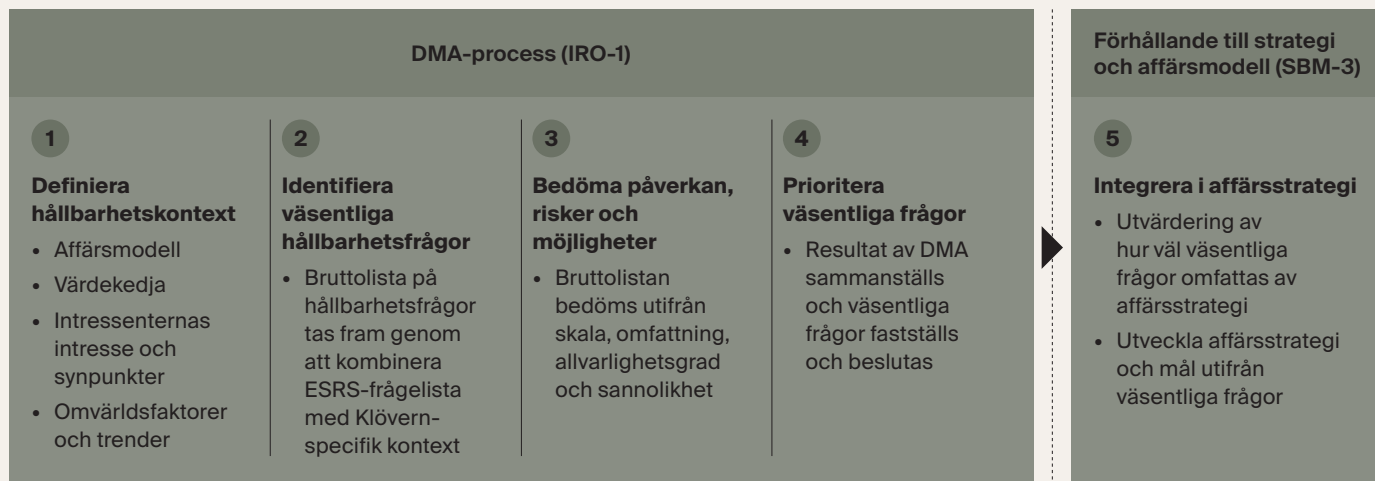 DMA-process (IRO-1)
1
Definiera
hållbarhetskontext
• Affärsmodell
• Värdekedja
• Intressenternas
intresse och
synpunkter
• Omvärldsfaktorer
och trender
2
Identifiera
väsentliga
hållbarhetsfrågor
• Bruttolista på
hållbarhetsfrågor
tas fram genom
att kombinera
ESRS-frågelista
med Klövern-
specifik kontext
3
Bedöma påverkan,
risker och
möjligheter
• Bruttolistan
bedöms utifrån
skala, omfattning,
allvarlighetsgrad
och sannolikhet
4
Prioritera
väsentliga frågor
• Resultat av DMA
sammanställs
och väsentliga
frågor fastställs
och beslutas
Förhållande till strategi
och affärsmodell (SBM-3)
5
Integrera i affärsstrategi
• Utvärdering av
hur väl väsentliga
frågor omfattas av
affärsstrategi
• Utveckla affärsstrategi
och mål utifrån
väsentliga frågor